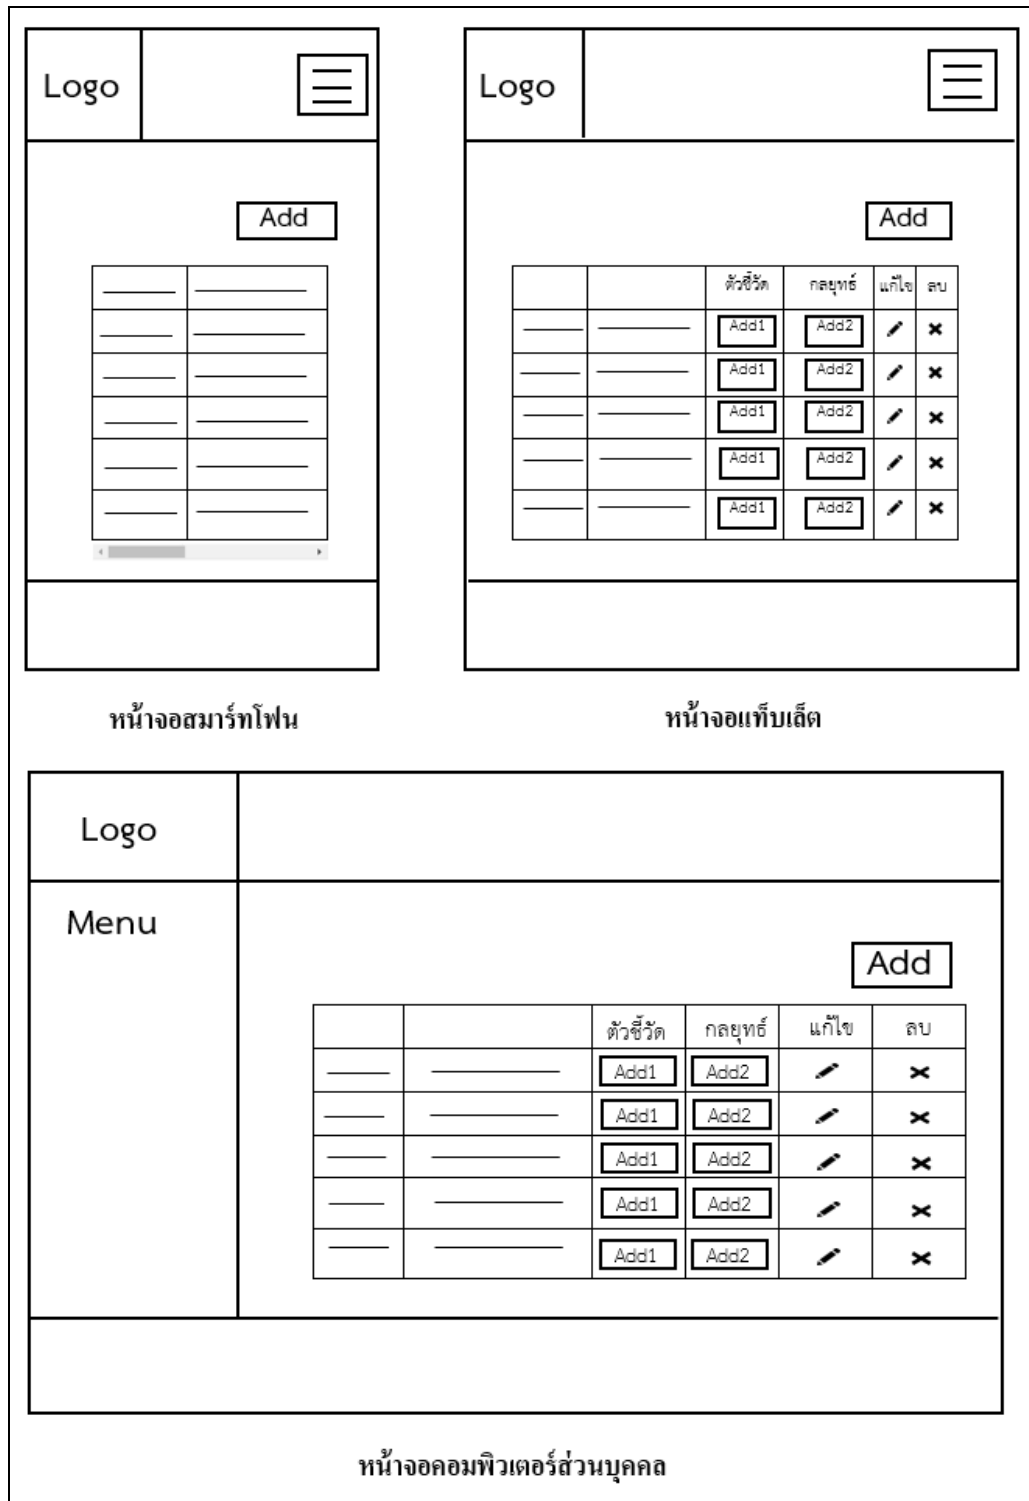 Logo
Add
หน้าจอสมาร์ทโฟน
Logo
Add
ตัวชี้วัด กลยุทธ์ แก้ไข ลบ
Add1 Add2
Add1 Add2
Add1 Add2
Add1 Add2
Add1 Add2
หน้าจอแท็บเล็ต
Logo
Menu
Add
ตัวชี้วัด กลยุทธ์ แก้ไข ลบ
Add1 Add2
Add1 Add2
Add1 Add2
Add1 Add2
Add1 Add2
หน้าจอคอมพิวเตอร์ส่วนบุคคล